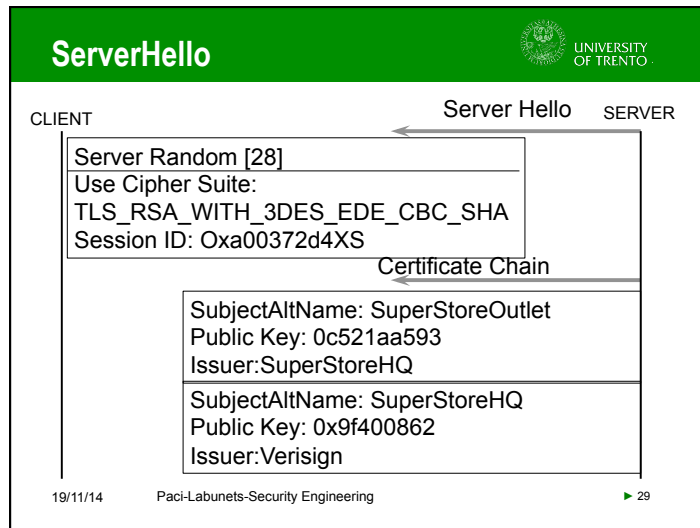 ServerHello
UNIVERSITY
OF TRENTO
Server Hello
CLIENT
SERVER
Server Random [28]
Use Cipher Suite:
TLS_RSA_WITH_3DES_EDE_CBC_SHA
Session ID: Oxa00372d4XS
Certificate Chain
SubjectAltName: SuperStoreOutlet
Public Key: 0c521aa593
Issuer:SuperStoreHQ
SubjectAltName: SuperStoreHQ
Public Key: 0x9f400862
Issuer:Verisign
19/11/14 Paci-Labunets-Security Engineering ► 29